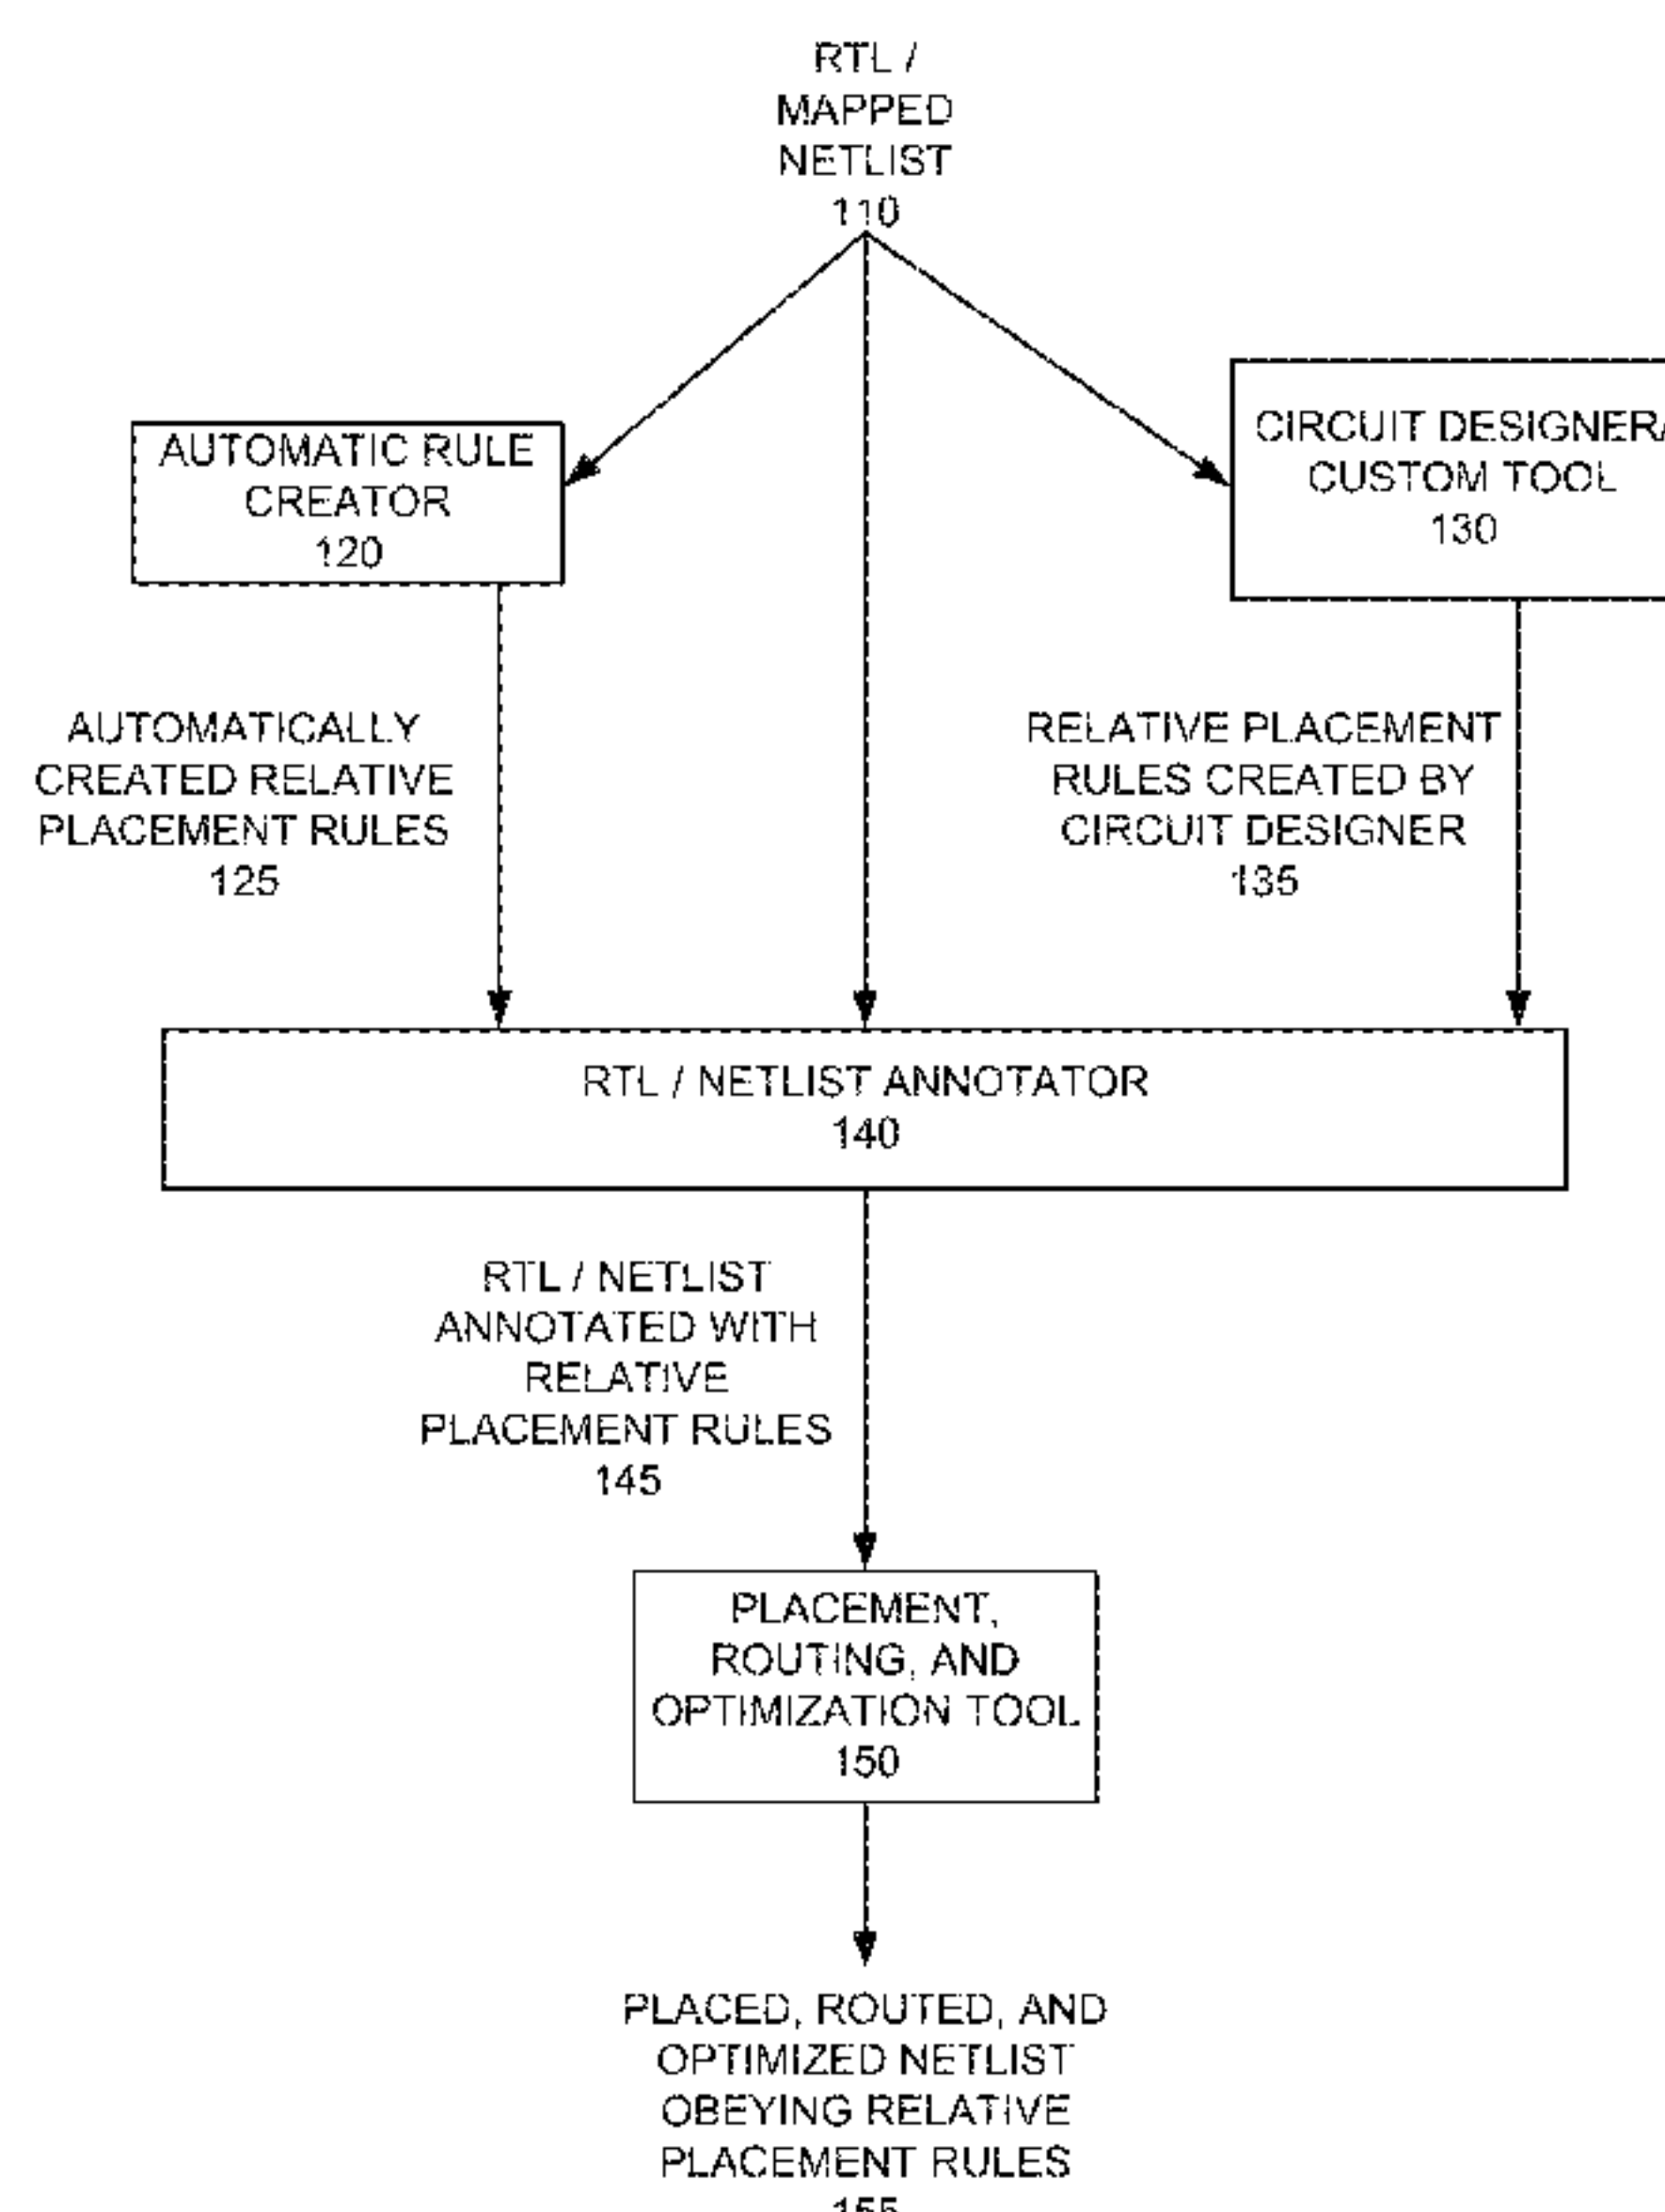 RTL /
MAPPED
NETLIST
110
AUTOMATIC RULE
CREATOR
120
CIRCUIT DESIGNER/
CUSTOM TOOL
130
AUTOMATICALLY
CREATED RELATIVE
PLACEMENT RULES
125
RELATIVE PLACEMENT
RULES CREATED BY
CIRCUIT DESIGNER
135
RTL / NETLIST ANNOTATOR
140
RTL / NETLIST
ANNOTATED WITH
RELATIVE
PLACEMENT RULES
145
PLACEMENT,
ROUTING, AND
OPTIMIZATION TOOL
150
PLACED, ROUTED, AND
OPTIMIZED NETLIST
OBEYING RELATIVE
PLACEMENT RULES
155